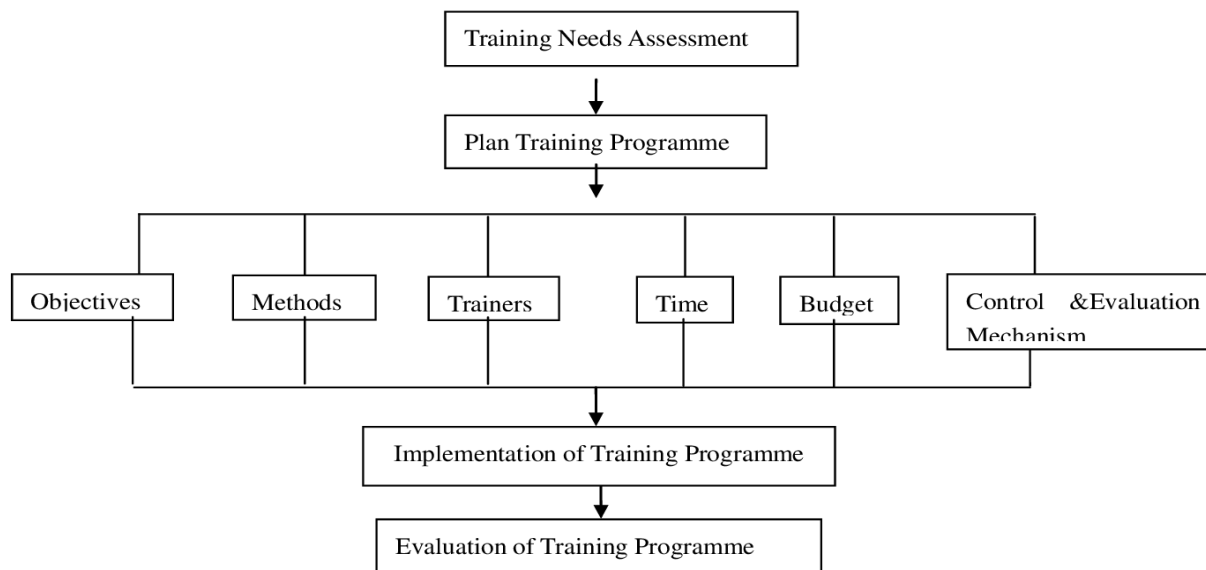 Training Needs Assessment
Plan Training Programme
Objectives
Methods
Trainers
Time
Budget
Control &Evaluation
Mechanism
Implementation of Training Programme
Evaluation of Training Programme